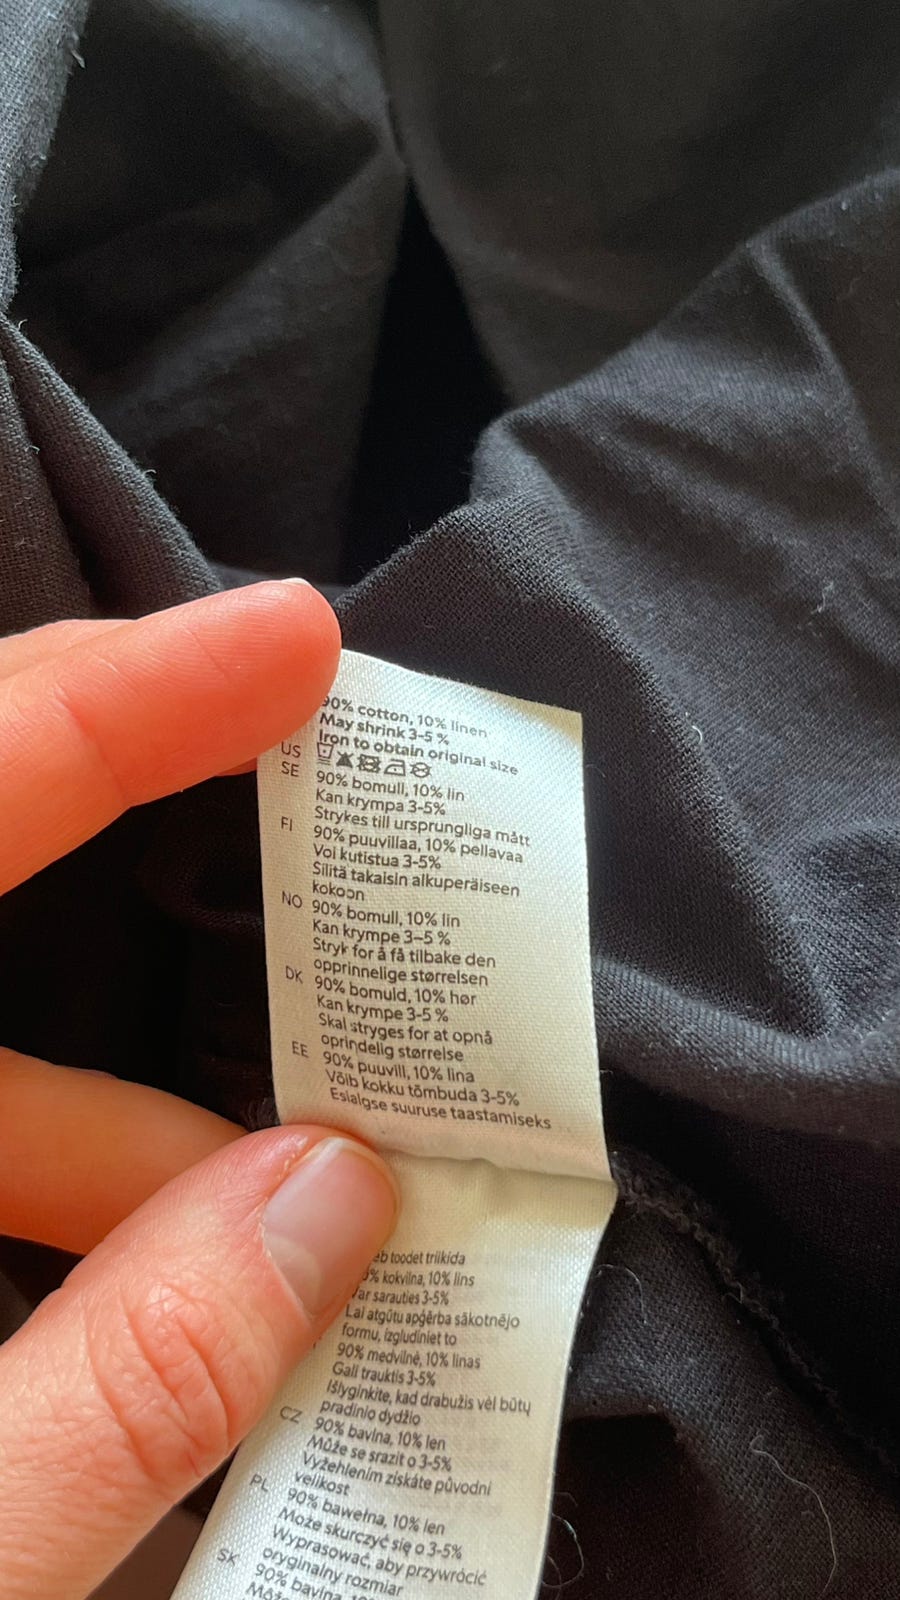 90% cotton, 10% linen
May shrink 3-5 %
Iron to obtain original size
US
SE 90% bomull, 10% lin
Kan krympa 3-5%
Strykes till ursprungliga mått
FI 90% puuvillaa, 10% pellavaa
Voi kutistua 3-5%
Silitä takaisin alkuperäiseen
kokoon
NO 90% bomull, 10% lin
Kan krympe 3-5 %
Stryk for å få tilbake den
opprinnelige størrelsen
DK 90% bomuld, 10% hør
Kan krympe 3-5 %
Skal stryges for at opnå
oprindelig størrelse
EE 90% puuvill, 10% lina
Võib kokku tõmbuda 3-5%
Esialgse suuruse taastamiseks
toodet triikida
kokvilna, 10% lins
sarauties 3-5%
Lai atgūtu apģērba sākotnējo
formu, izgludiniet to
90% medvilnė, 10% linas
Gali trauktis 3-5%
Išlyginkite, kad drabužis vėl būtų
pradinio dydžio
CZ 90% bavlna, 10% len
Může se srazit o 3-5%
Vyžehlením získáte původní
velikost
PL 90% bawełna, 10% len
Może skurczyć się o 3-5%
Wyprasować, aby przywrócić
oryginalny rozmiar
SK 90% bavlna,